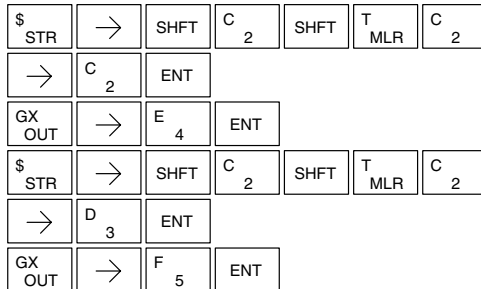 $ STR → SHFT C 2 SHFT T MLR C 2
→ C 2 ENT
GX OUT → E 4 ENT
$ STR → SHFT C 2 SHFT T MLR C 2
→ D 3 ENT
GX OUT → F 5 ENT